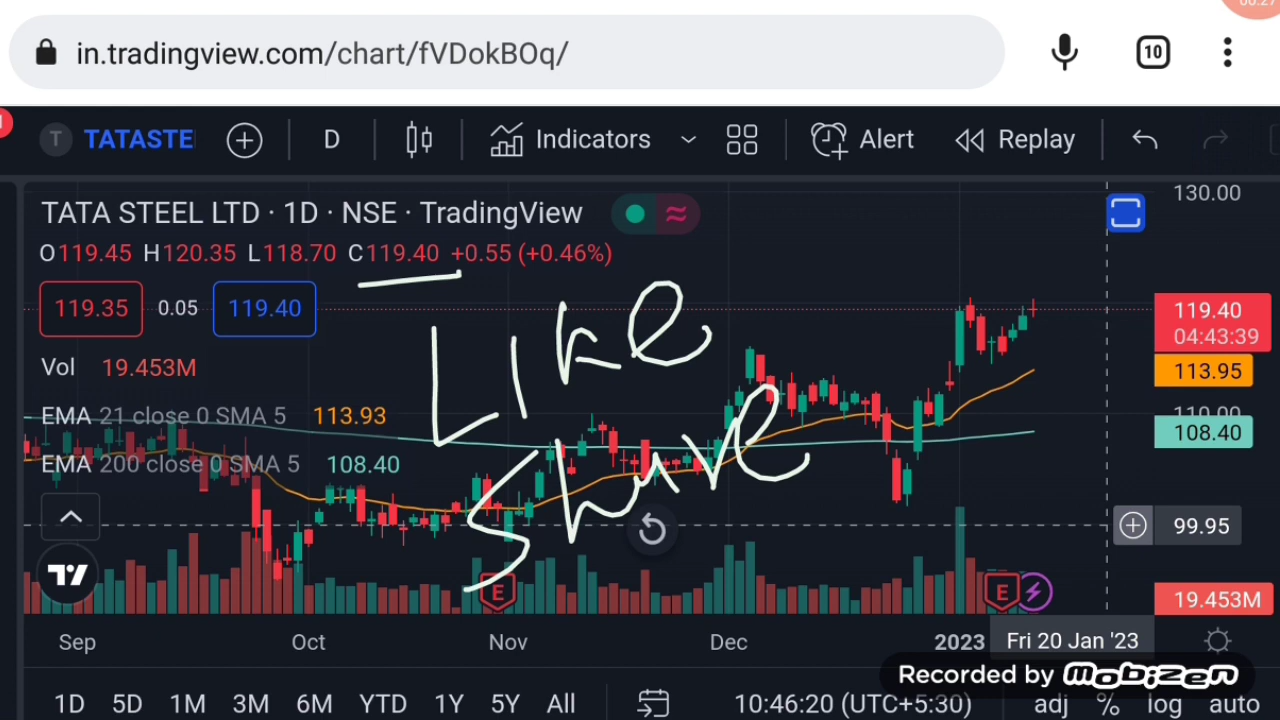 00:27
in.tradingview.com/chart/fVDokBOq/
10
T TATASTE D Indicators Alert Replay
TATA STEEL LTD · 1D · NSE · TradingView
O119.45 H120.35 L118.70 C119.40 +0.55 (+0.46%)
119.35 0.05 119.40
Vol 19.453M
EMA 21 close 0 SMA 5 113.93
EMA 200 close 0 SMA 5 108.40
Like
Share
130.00
119.40
04:43:39
113.95
110.00
108.40
99.95
19.453M
E E
Sep Oct Nov Dec 2023 Fri 20 Jan '23
Recorded by Mobizen
1D 5D 1M 3M 6M YTD 1Y 5Y All 10:46:20 (UTC+5:30) adj % log auto